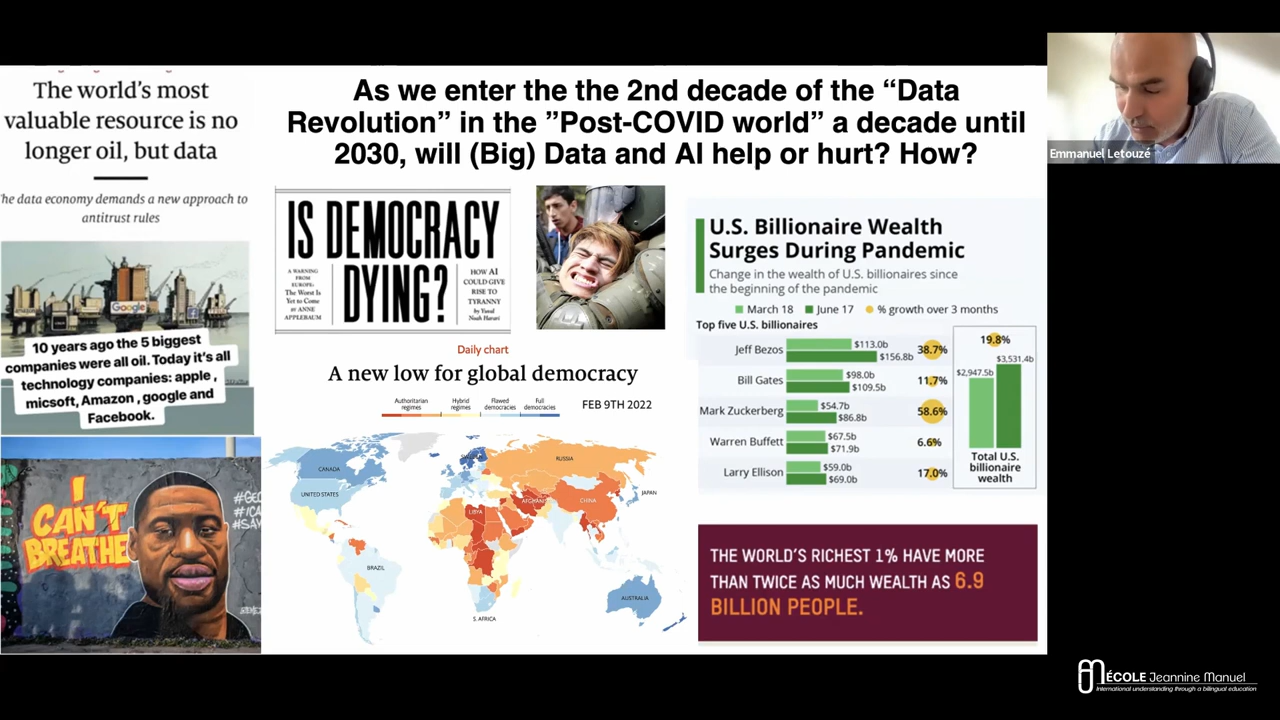 The world's most
valuable resource is no
longer oil, but data
he data economy demands a new approach to
antitrust rules
Google
10 years ago the 5 biggest
companies were all oil. Today it's all
technology companies: apple,
micsoft, Amazon, google and
Facebook.
I
CAN'T
BREATHE
As we enter the the 2nd decade of the “Data
Revolution” in the ”Post-COVID world” a decade until
2030, will (Big) Data and AI help or hurt? How?
IS DEMOCRACY
DYING?
A WARNING
FROM
EUROPE:
The Worst Is
Yet to Come
BY ANNE
APPLEBAUM
HOW AI
COULD GIVE
RISE TO
TYRANNY
by Yuval
Noah Harari
Daily chart
A new low for global democracy
Authoritarian
regimes
Hybrid
regimes
Flawed
democracies
Full
democracies
FEB 9TH 2022
CANADA
UNITED STATES
BRAZIL
LIBYA
S. AFRICA
RUSSIA
CHINA
JAPAN
AUSTRALIA
U.S. Billionaire Wealth
Surges During Pandemic
Change in the wealth of U.S. billionaires since
the beginning of the pandemic
March 18 June 17 % growth over 3 months
Top five U.S. billionaires
Jeff Bezos $113.0b $156.8b 38.7%
Bill Gates $98.0b $109.5b 11.7%
Mark Zuckerberg $54.7b $86.8b 58.6%
Warren Buffett $67.5b $71.9b 6.6%
Larry Ellison $59.0b $69.0b 17.0%
19.8%
$2,947.5b $3,531.4b
Total U.S.
billionaire
wealth
THE WORLD'S RICHEST 1% HAVE MORE
THAN TWICE AS MUCH WEALTH AS 6.9
BILLION PEOPLE.
Emmanuel Letouzé
ÉCOLE Jeannine Manuel
International understanding through a bilingual education